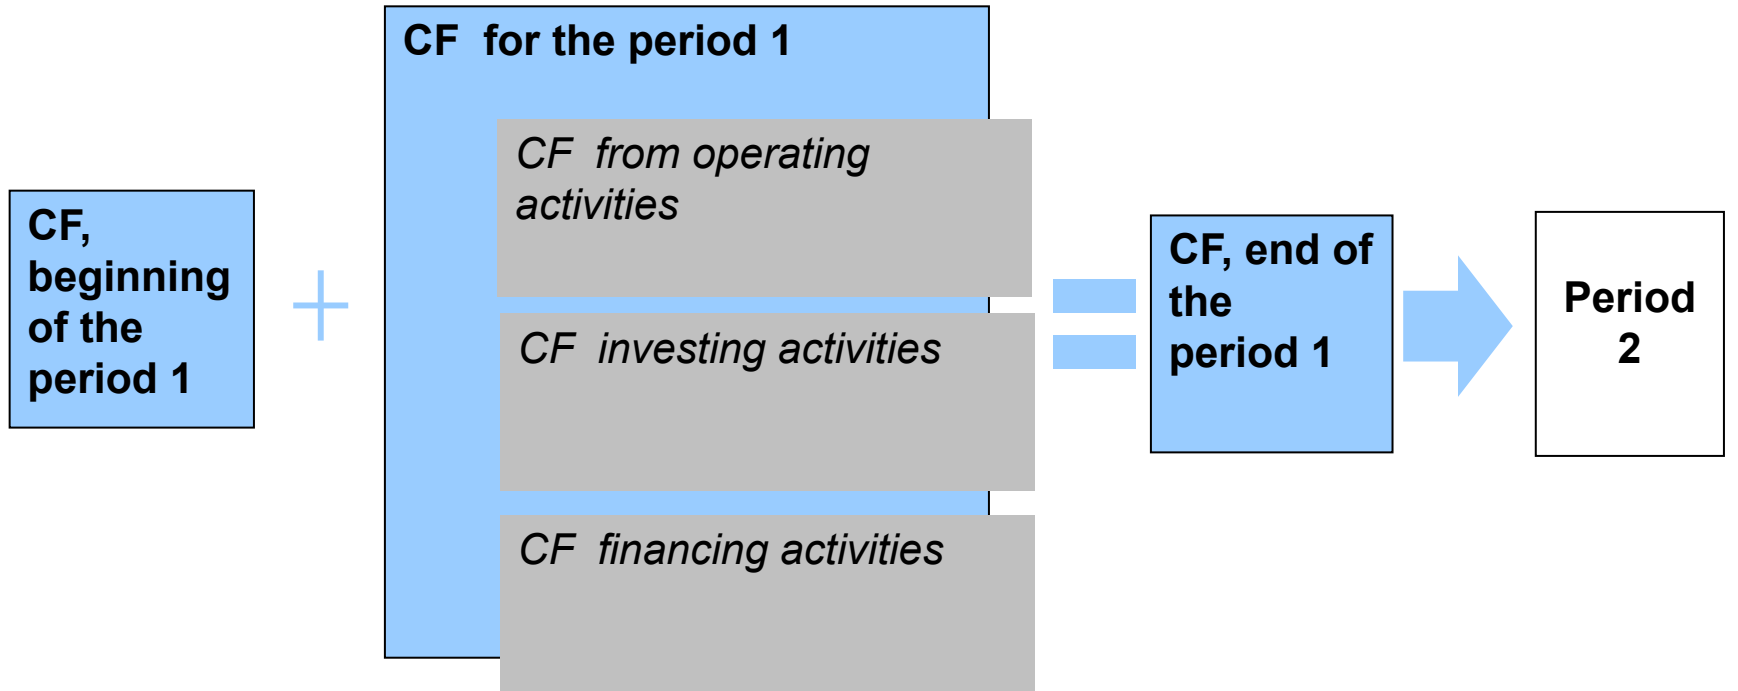 CF for the period 1
CF from operating
activities
CF,
beginning
of the
period 1
CF investing activities
CF financing activities
CF, end of
the
period 1
Period
2